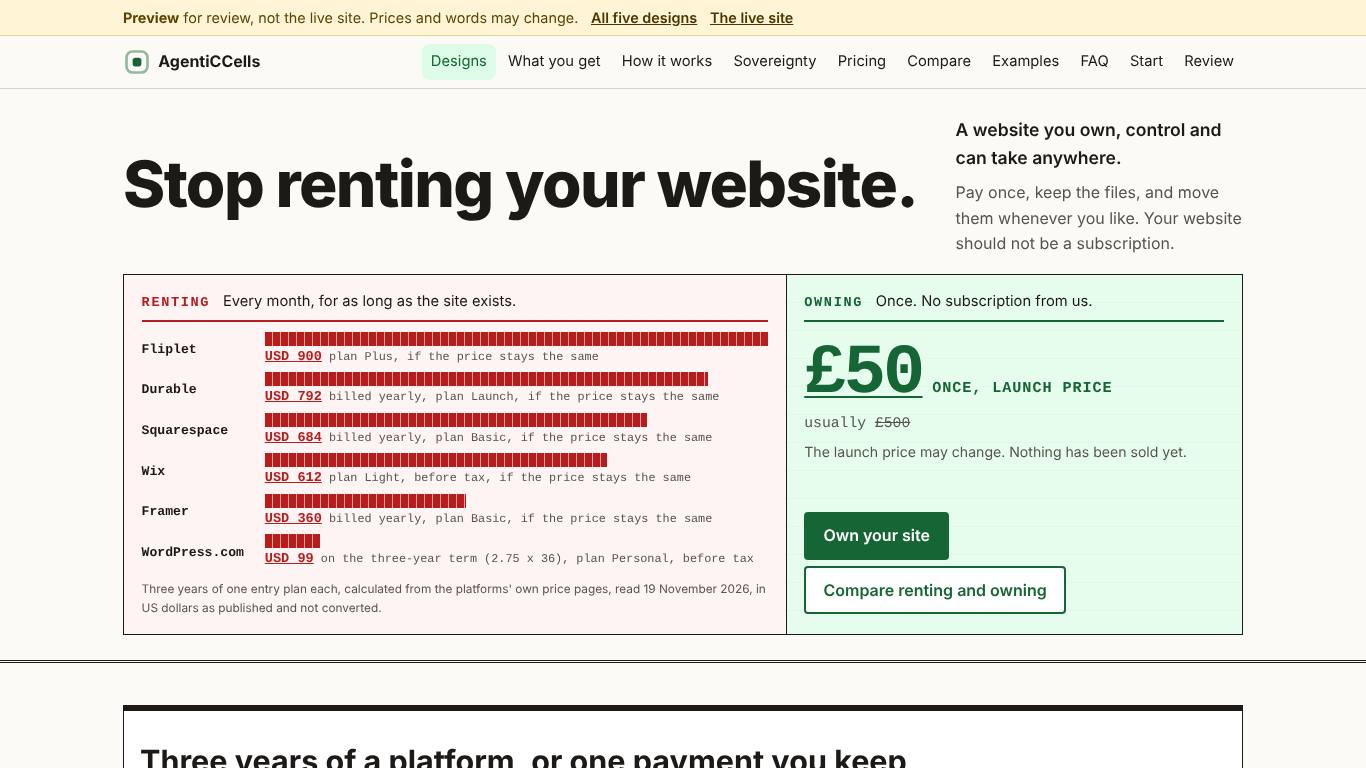 Preview for review, not the live site. Prices and words may change. All five designs The live site
AgentiCCells
Designs What you get How it works Sovereignty Pricing Compare Examples FAQ Start Review
Stop renting your website.
A website you own, control and
can take anywhere.
Pay once, keep the files, and move
them whenever you like. Your website
should not be a subscription.
RENTING Every month, for as long as the site exists.
Fliplet
USD 900 plan Plus, if the price stays the same
Durable
USD 792 billed yearly, plan Launch, if the price stays the same
Squarespace
USD 684 billed yearly, plan Basic, if the price stays the same
Wix
USD 612 plan Light, before tax, if the price stays the same
Framer
USD 360 billed yearly, plan Basic, if the price stays the same
WordPress.com
USD 99 on the three-year term (2.75 x 36), plan Personal, before tax
Three years of one entry plan each, calculated from the platforms' own price pages, read 19 November 2026, in
US dollars as published and not converted.
OWNING Once. No subscription from us.
£50 ONCE, LAUNCH PRICE
usually £500
The launch price may change. Nothing has been sold yet.
Own your site
Compare renting and owning
Three years of a platform, or one payment you keep